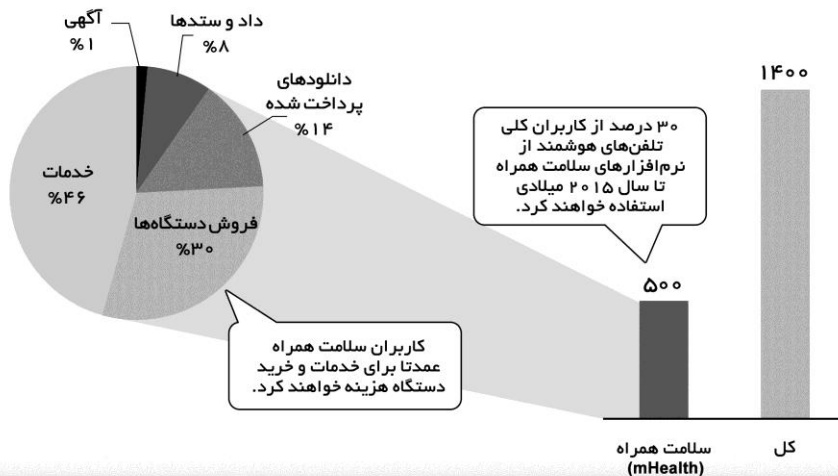 آگهی
%۱
داد و ستدها
%۸
دانلودهای
پرداخت شده
%۱۴
خدمات
%۴۶
فروش دستگاه‌ها
%۳۰
کاربران سلامت همراه
عمدتا برای خدمات و خرید
دستگاه هزینه خواهند کرد.
۳۰ درصد از کاربران کلی
تلفن‌های هوشمند از
نرم‌افزارهای سلامت همراه
تا سال ۲۰۱۵ میلادی
استفاده خواهند کرد.
۱۴۰۰
۵۰۰
کل
سلامت همراه
(mHealth)